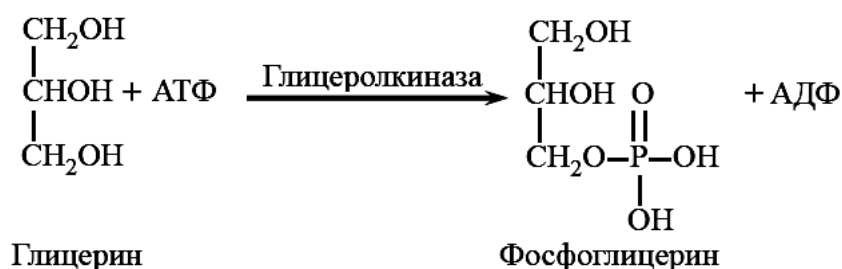 CH₂OH CH₂OH
Глицеролкиназа
CHOH + АТФ CHOH O + АДФ
CH₂OH CH₂O–P–OH
OH
Глицерин Фосфоглицерин